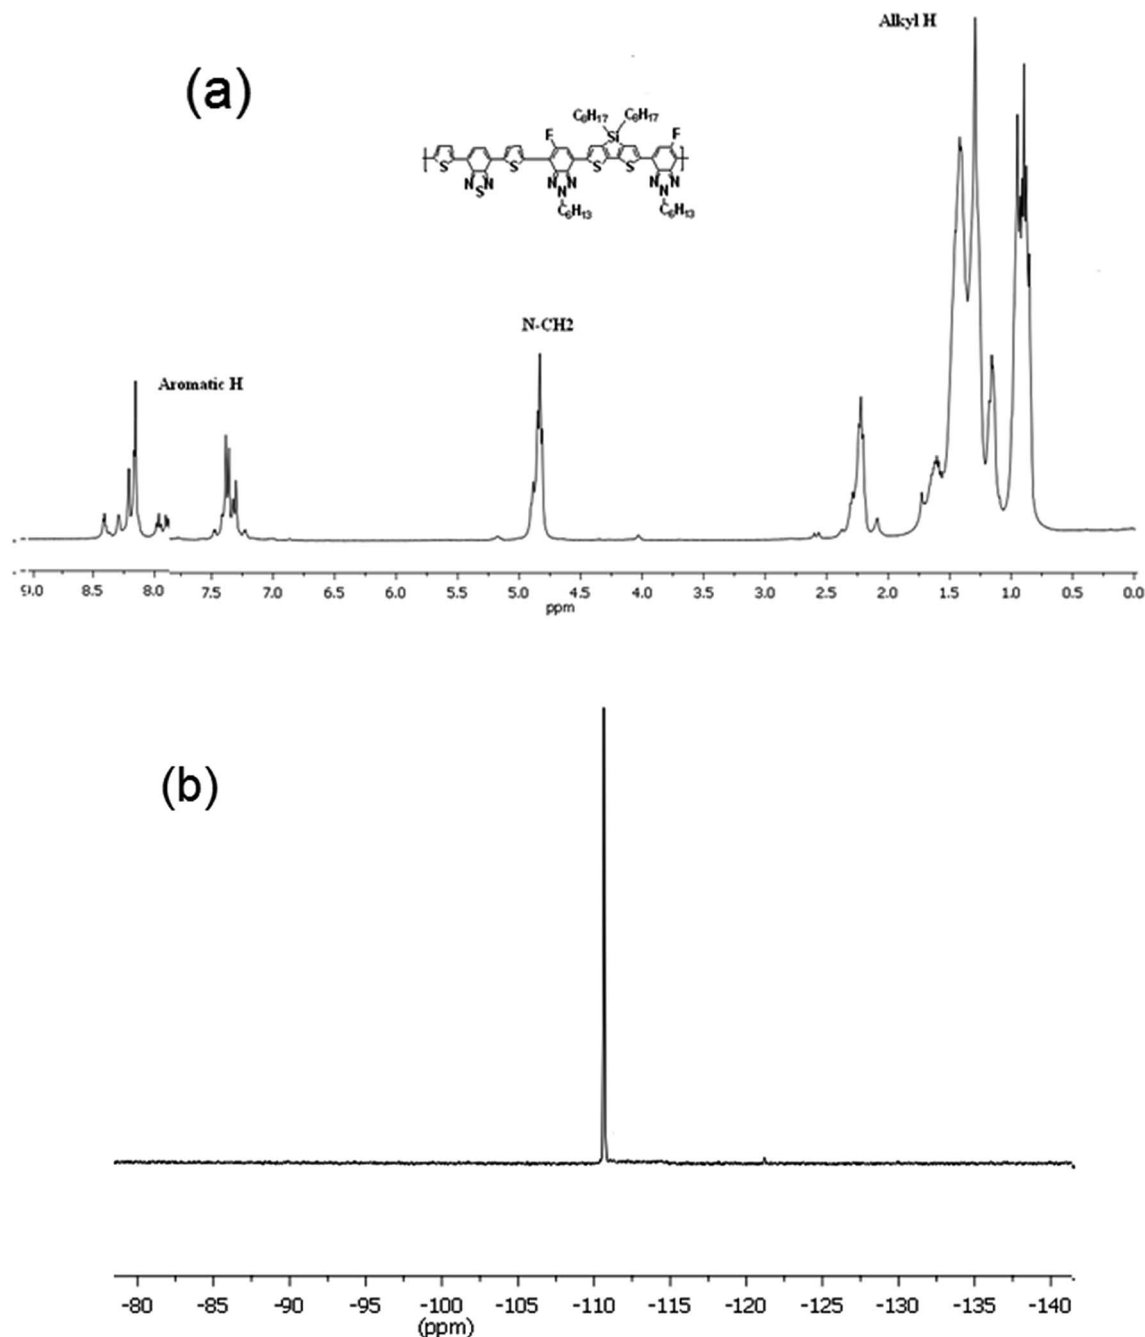 Alkyl H
(a)
C8H17 C8H17
F Si F
S N N S N N S S N N
S N N
C6H13 C6H13
N-CH2
Aromatic H
9.0 8.5 8.0 7.5 7.0 6.5 6.0 5.5 5.0 4.5 4.0 3.5 3.0 2.5 2.0 1.5 1.0 0.5 0.0
ppm
(b)
-80 -85 -90 -95 -100 -105 -110 -115 -120 -125 -130 -135 -140
(ppm)